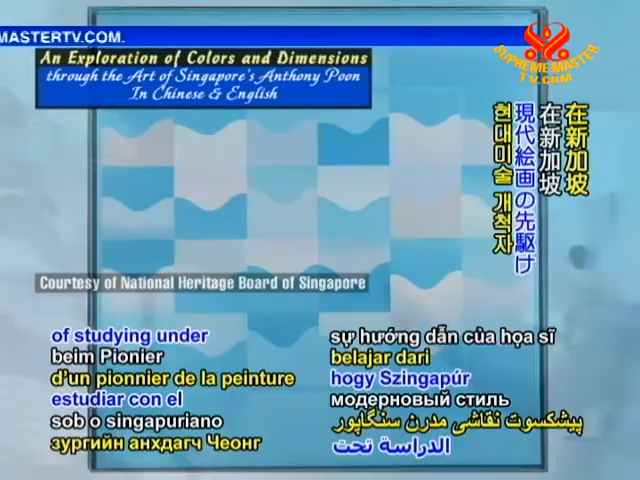 MASTERTV.COM.
An Exploration of Colors and Dimensions
through the Art of Singapore's Anthony Poon
In Chinese & English
SUPREME MASTER
TV.COM
在新加坡
在新加坡
現代絵画の先駆け
현대미술 개척자
Courtesy of National Heritage Board of Singapore
of studying under
beim Pionier
d'un pionnier de la peinture
estudiar con el
sob o singapuriano
зургийн анхдагч Чеонг
sự hướng dẫn của họa sĩ
belajar dari
hogy Szingapúr
модерновый стиль
پیشکسوت نقاشی مدرن سنگاپور
الدراسة تحت